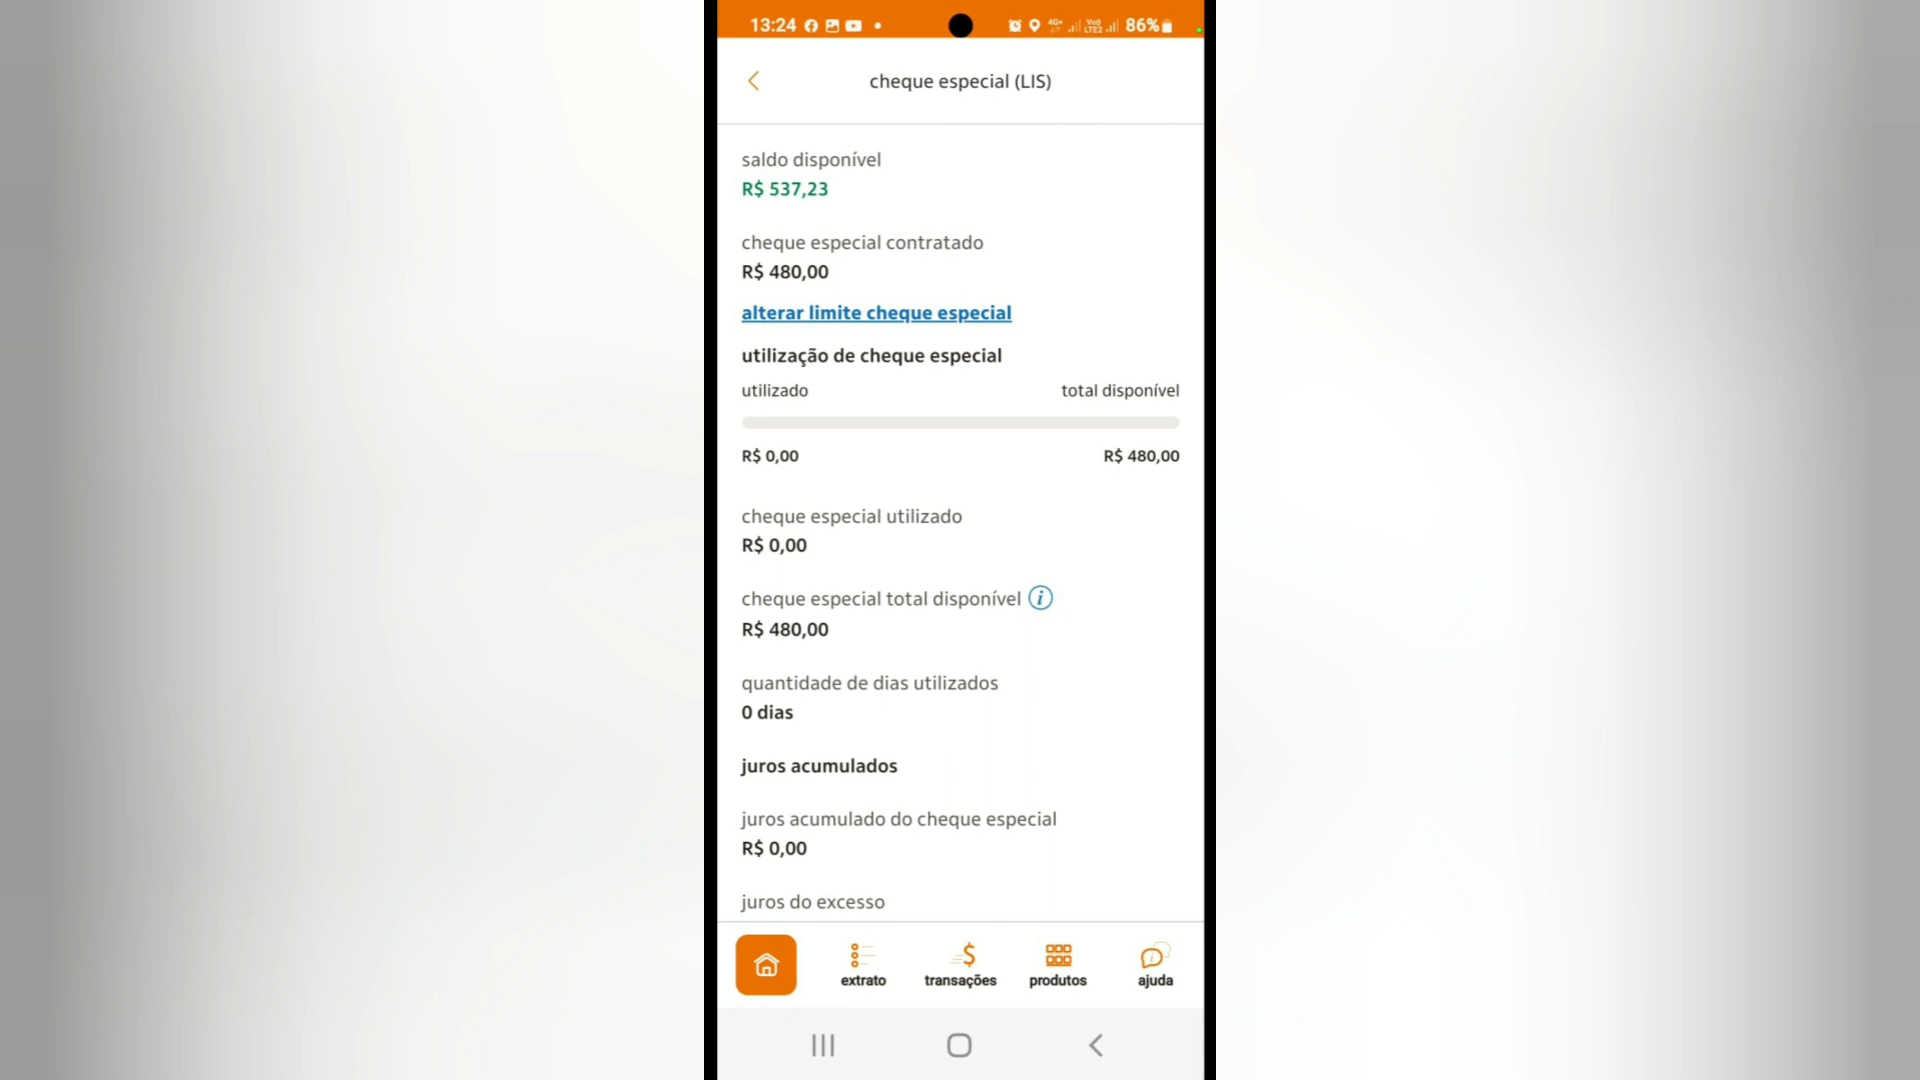 13:24
4G+
Vo)) LTE2
86%
cheque especial (LIS)
saldo disponível
R$ 537,23
cheque especial contratado
R$ 480,00
alterar limite cheque especial
utilização de cheque especial
utilizado total disponível
R$ 0,00 R$ 480,00
cheque especial utilizado
R$ 0,00
cheque especial total disponível i
R$ 480,00
quantidade de dias utilizados
0 dias
juros acumulados
juros acumulado do cheque especial
R$ 0,00
juros do excesso
extrato transações produtos ajuda